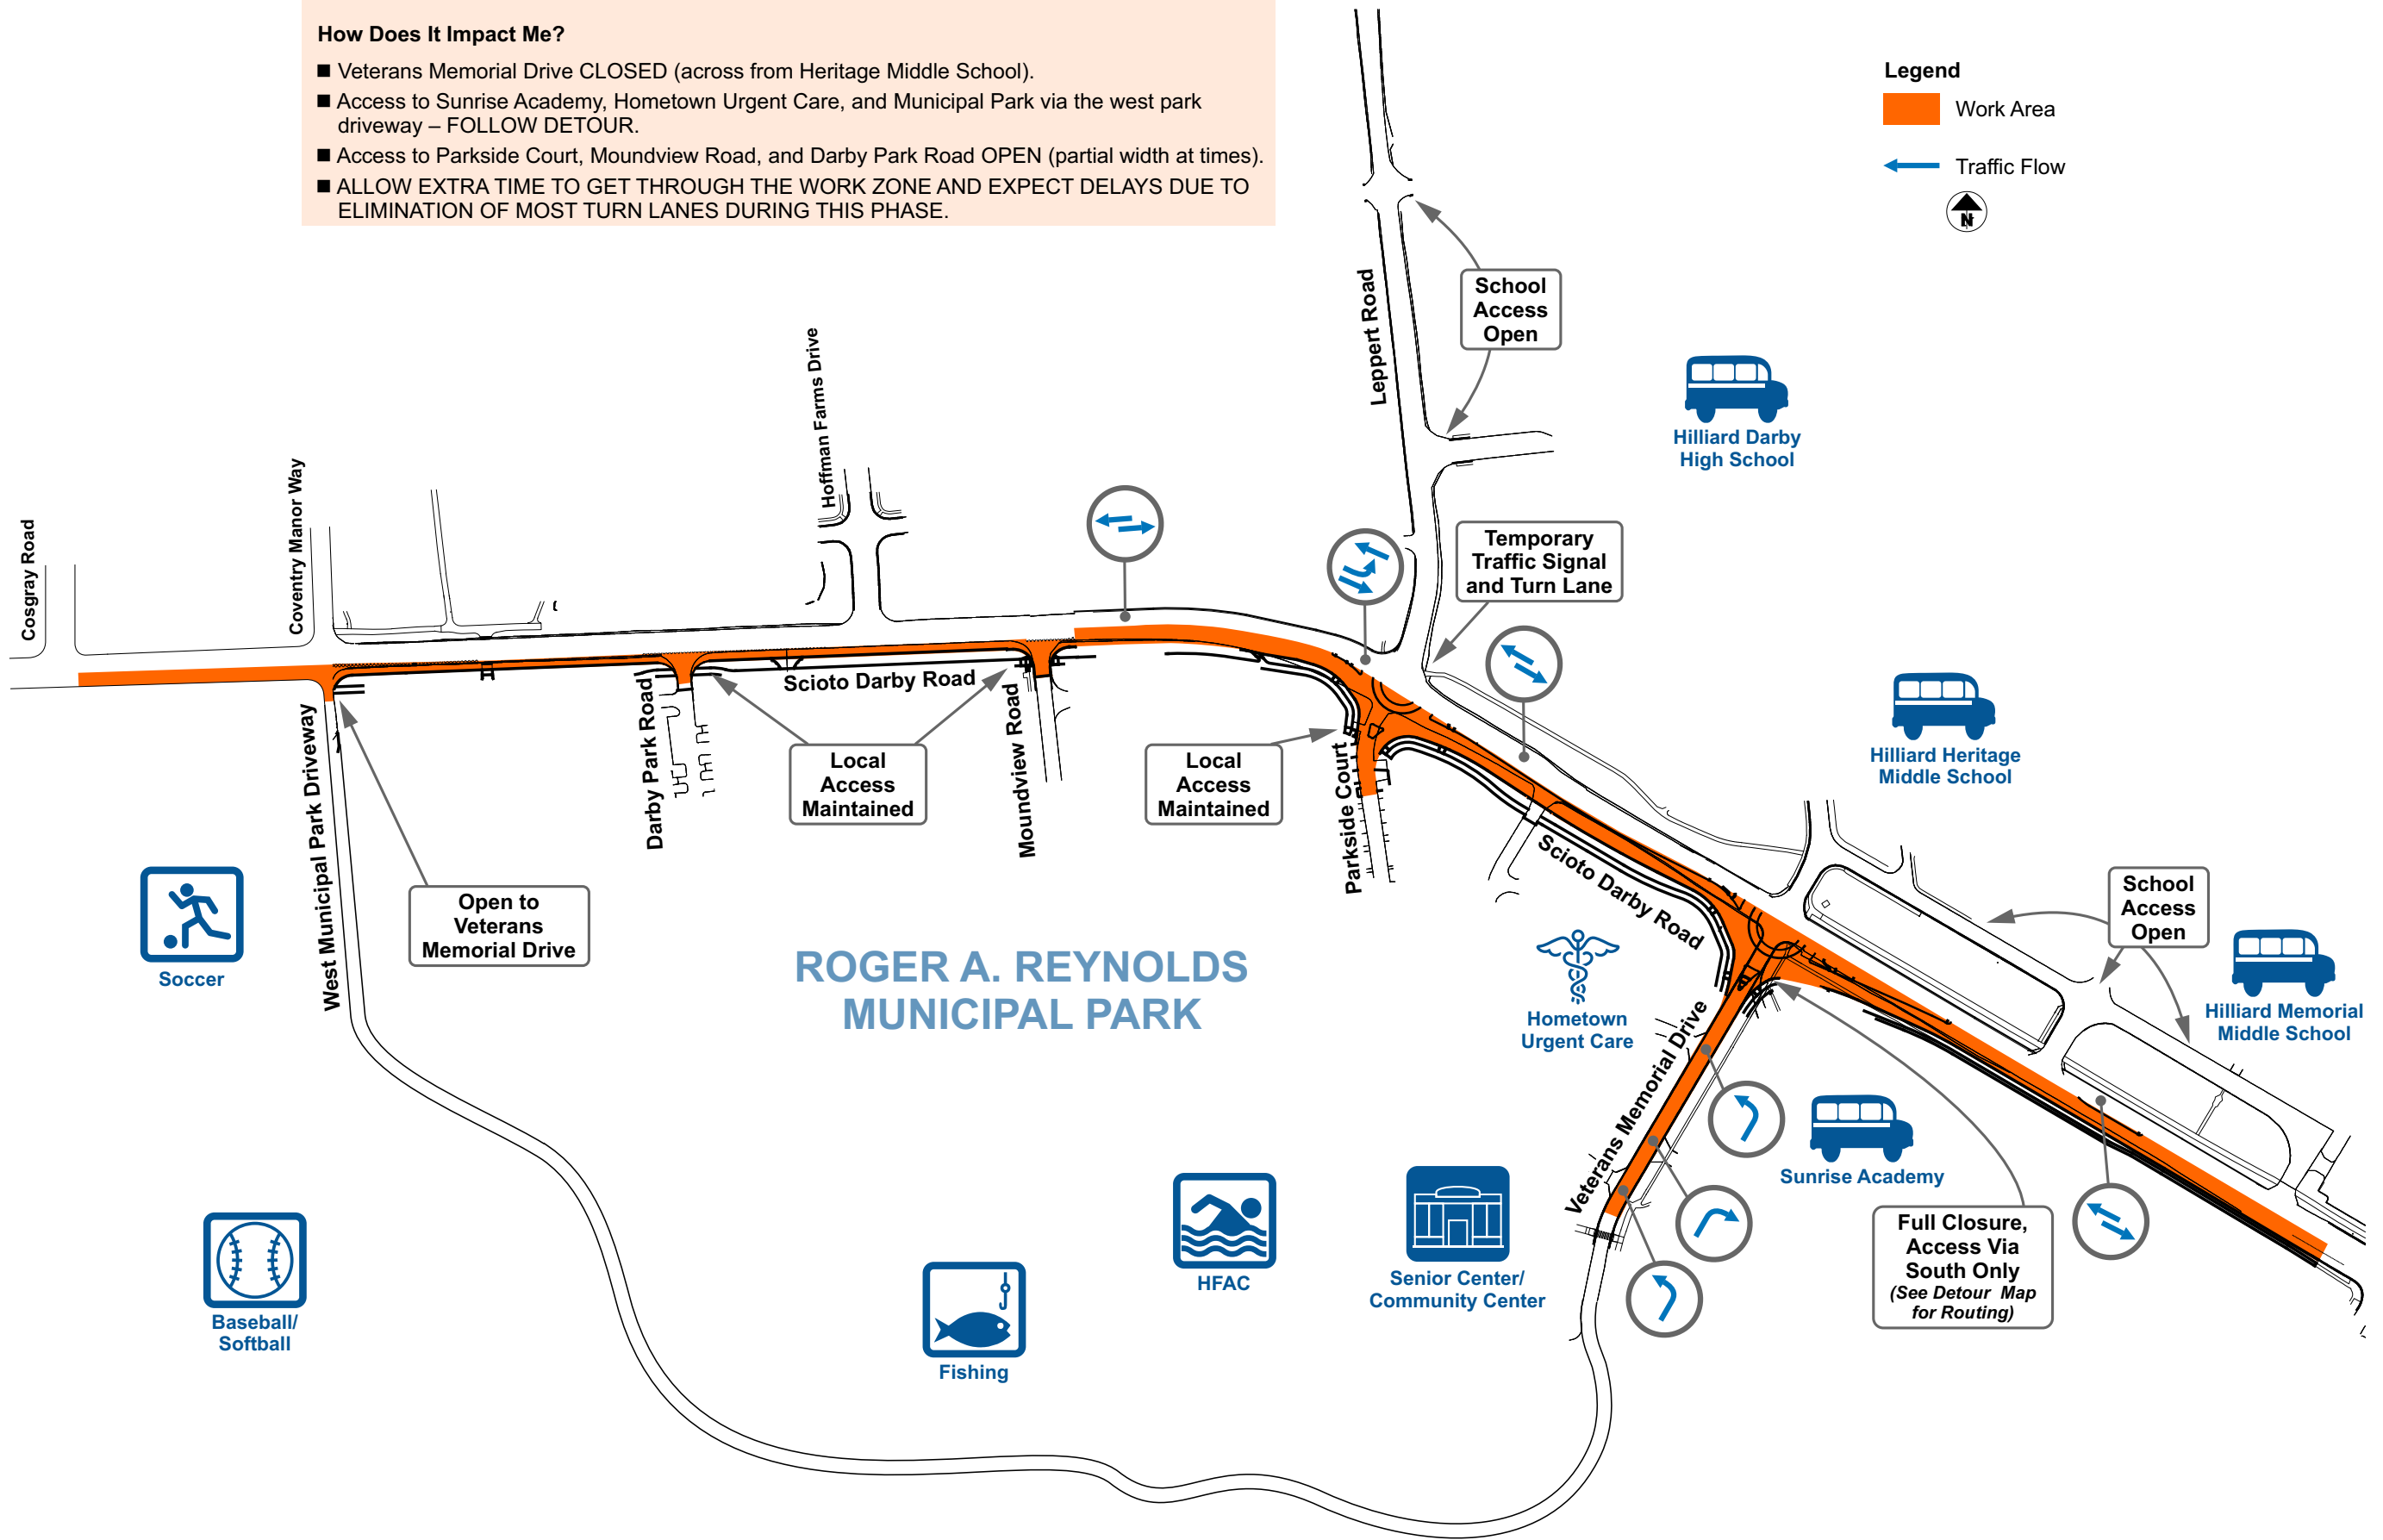 How Does It Impact Me?
■ Veterans Memorial Drive CLOSED (across from Heritage Middle School).
■ Access to Sunrise Academy, Hometown Urgent Care, and Municipal Park via the west park
driveway – FOLLOW DETOUR.
■ Access to Parkside Court, Moundview Road, and Darby Park Road OPEN (partial width at times).
■ ALLOW EXTRA TIME TO GET THROUGH THE WORK ZONE AND EXPECT DELAYS DUE TO
ELIMINATION OF MOST TURN LANES DURING THIS PHASE.
Legend
Work Area
Traffic Flow
N
School
Access
Open
Leppert Road
Hilliard Darby
High School
Hoffman Farms Drive
Coventry Manor Way
Cosgray Road
Temporary
Traffic Signal
and Turn Lane
Scioto Darby Road
West Municipal Park Driveway
Darby Park Road
Moundview Road
Local
Access
Maintained
Local
Access
Maintained
Parkside Court
Hilliard Heritage
Middle School
Scioto Darby Road
School
Access
Open
Open to
Veterans
Memorial Drive
Soccer
ROGER A. REYNOLDS
MUNICIPAL PARK
Hometown
Urgent Care
Veterans Memorial Drive
Hilliard Memorial
Middle School
Sunrise Academy
Full Closure,
Access Via
South Only
(See Detour Map
for Routing)
HFAC
Senior Center/
Community Center
Baseball/
Softball
Fishing